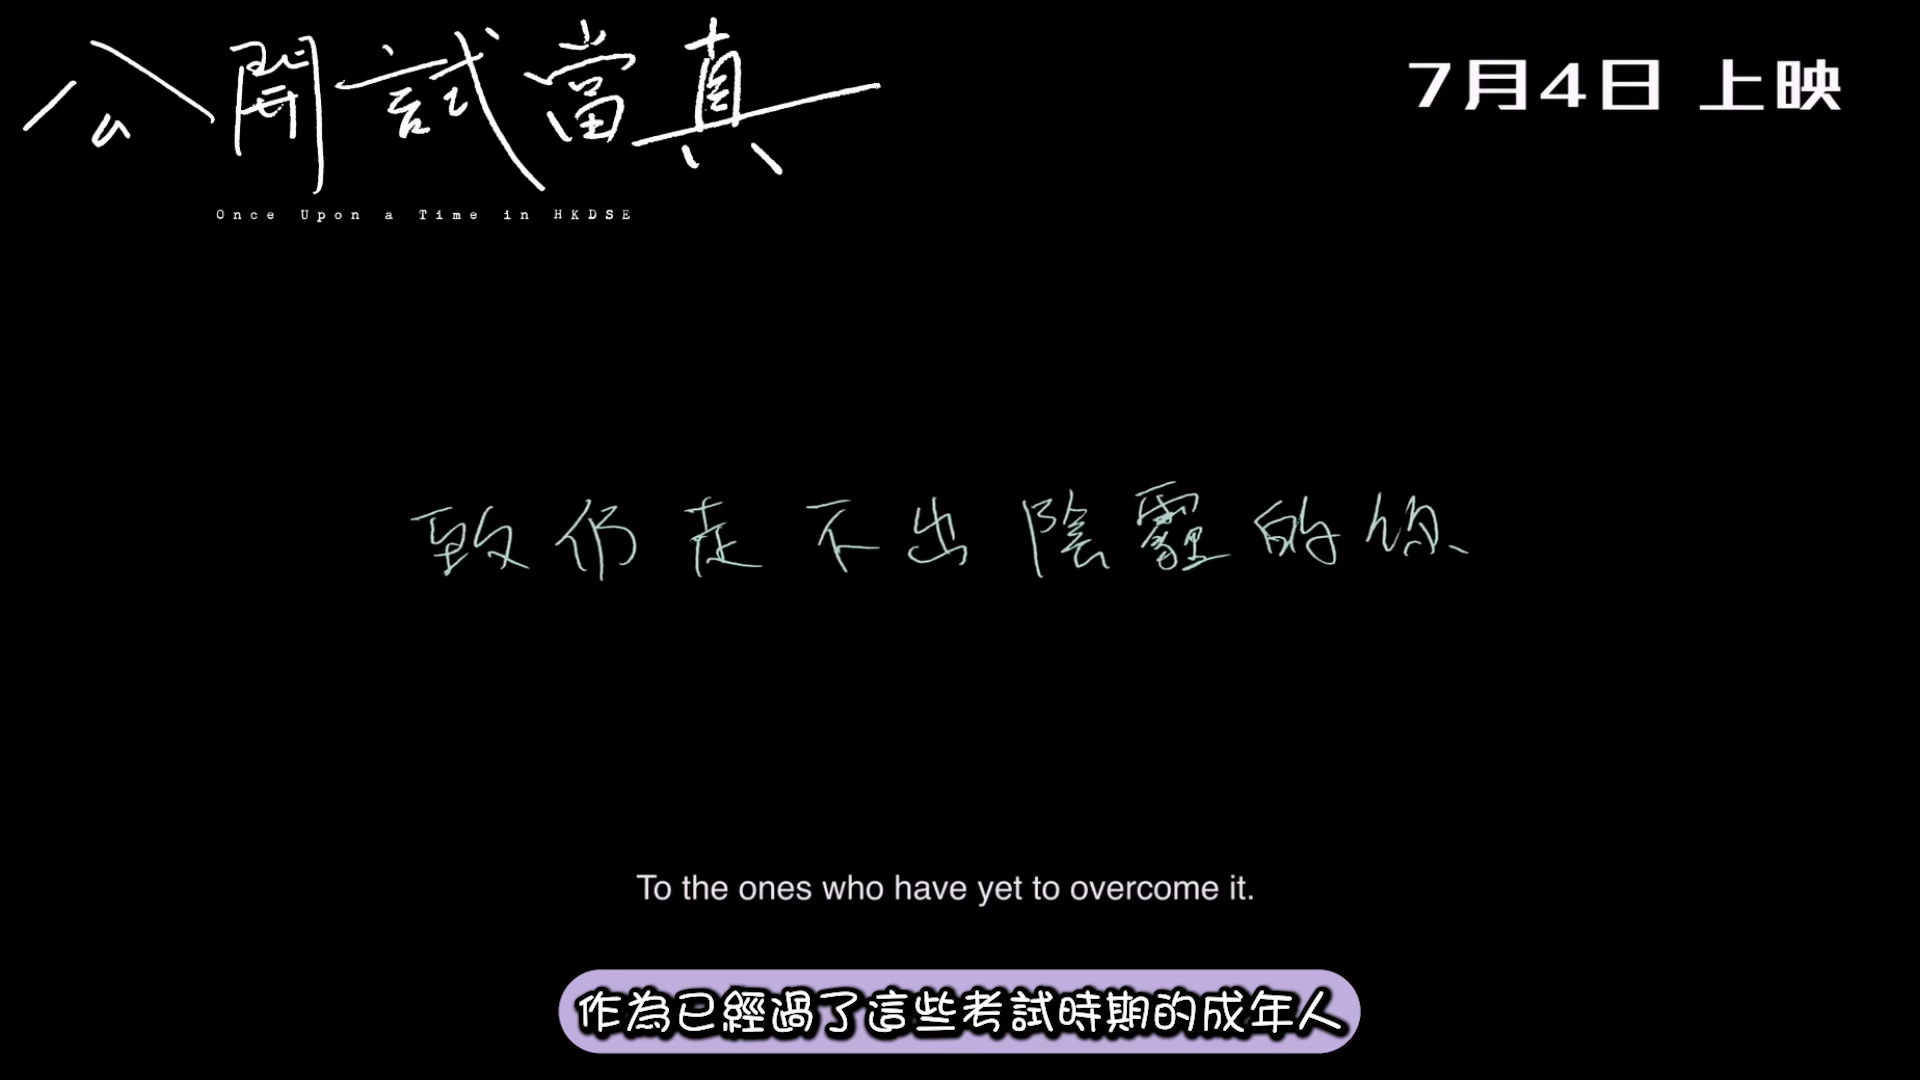 公開試當真
7月4日 上映
Once Upon a Time in HKDSE
致仍走不出陰霾的你
To the ones who have yet to overcome it.
作為已經過了這些考試時期的成年人